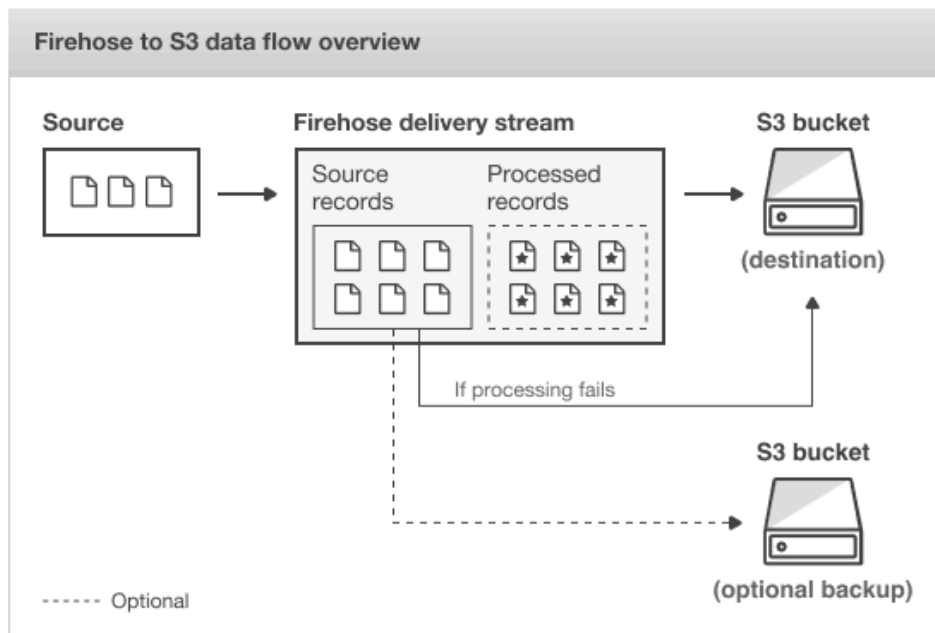 Firehose to S3 data flow overview
Source
Firehose delivery stream
S3 bucket
Source
records
Processed
records
(destination)
If processing fails
S3 bucket
(optional backup)
Optional